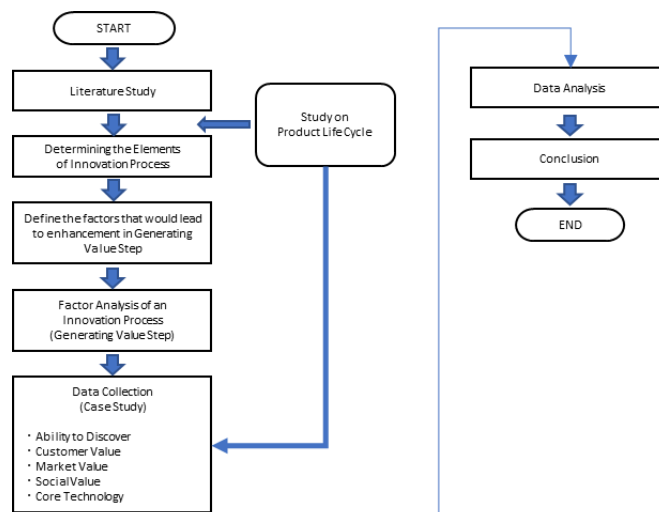 START
Literature Study
Study on
Product Life Cycle
Determining the Elements
of Innovation Process
Define the factors that would lead
to enhancement in Generating
Value Step
Factor Analysis of an
Innovation Process
(Generating Value Step)
Data Collection
(Case Study)
・Ability to Discover
・Customer Value
・Market Value
・Social Value
・Core Technology
Data Analysis
Conclusion
END